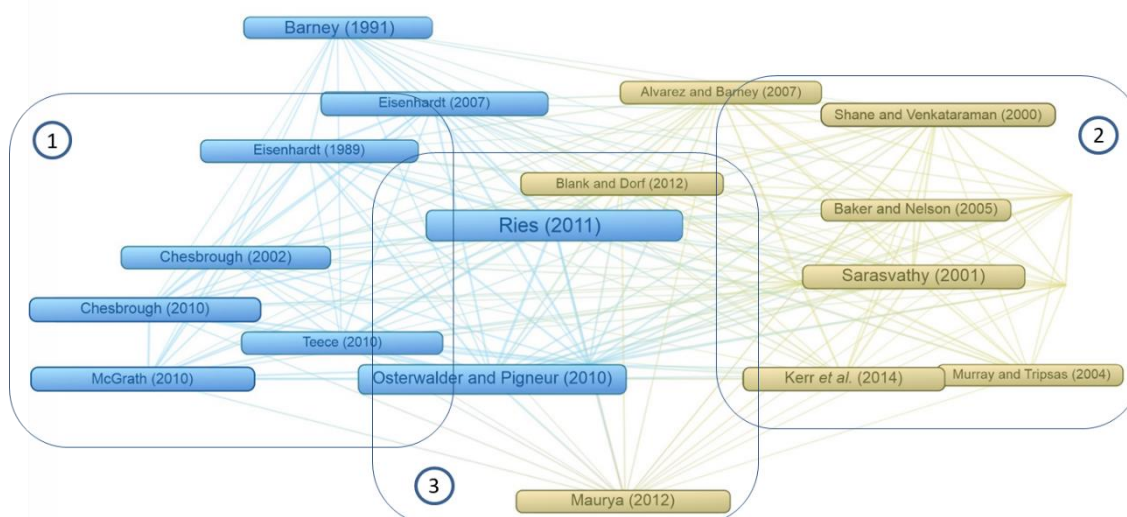 Barney (1991)
Eisenhardt (2007)
Alvarez and Barney (2007)
Shane and Venkataraman (2000)
1
2
Eisenhardt (1989)
Blank and Dorf (2012)
Baker and Nelson (2005)
Ries (2011)
Chesbrough (2002)
Sarasvathy (2001)
Chesbrough (2010)
Teece (2010)
McGrath (2010)
Osterwalder and Pigneur (2010)
Kerr et al. (2014)
Murray and Tripsas (2004)
3
Maurya (2012)